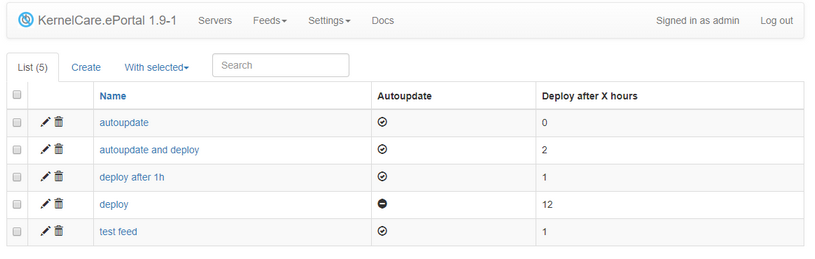 KernelCare.ePortal 1.9-1 Servers Feeds Settings Docs Signed in as admin Log out
List (5) Create With selected Search
Name Autoupdate Deploy after X hours
autoupdate 0
autoupdate and deploy 2
deploy after 1h 1
deploy 12
test feed 1